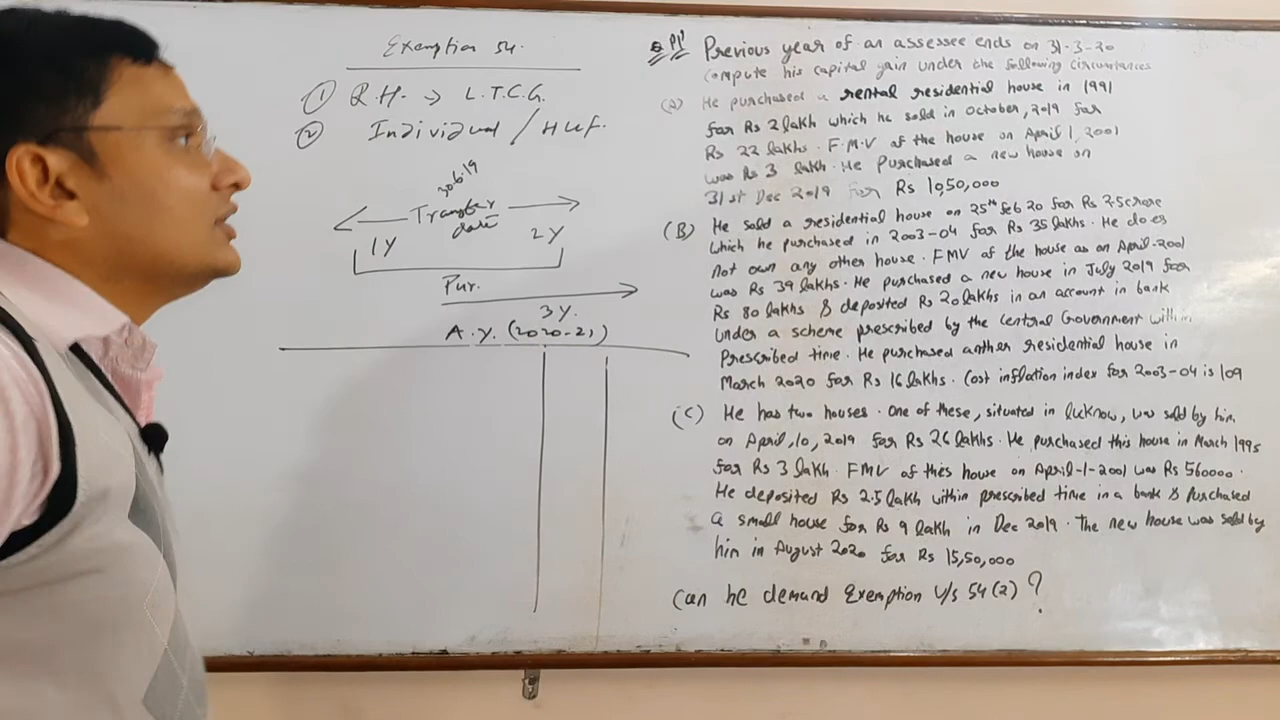 Exemption 54.
① R.H. → L.T.C.G.
② Individual / HUF.
Transfer date
1Y
2Y
Pur.
3Y.
A.Y. (2020-21)
Previous year of an assessee ends on 31-3-20
compute his capital gain under the following circumstances
(A) He purchased a rental residential house in 1991
for Rs 2 lakh which he sold in October, 2019 for
Rs 22 lakhs. F.M.V of the house on April 1, 2001
was Rs 3 lakh. He purchased a new house on
31st Dec 2019 for Rs 1050,000
(B) He sold a residential house on 25th feb 20 for Rs 2.5crore
which he purchased in 2003-04 for Rs 35 lakhs. He does
not own any other house. FMV of the house as on April-2001
was Rs 39 lakhs. He purchased a new house in July 2019 for
Rs 80 lakhs & deposited Rs 20 lakhs in an account in bank
under a scheme prescribed by the Central Government within
Prescribed time. He purchased another residential house in
March 2020 for Rs 16 lakhs. Cost inflation index for 2003-04 is 109
(C) He has two houses. One of these, situated in lucknow, was sold by him
on April, 10, 2019 for Rs 26 lakhs. He purchased this house in March 1995
for Rs 3 lakh. FMV of this house on April-1-2001 was Rs 560000.
He deposited Rs 2.5 lakh within prescribed time in a bank & purchased
a small house for Rs 9 lakh in Dec 2019. The new house was sold by
him in August 2020 for Rs 15,50,000
Can he demand Exemption U/s 54(2) ?